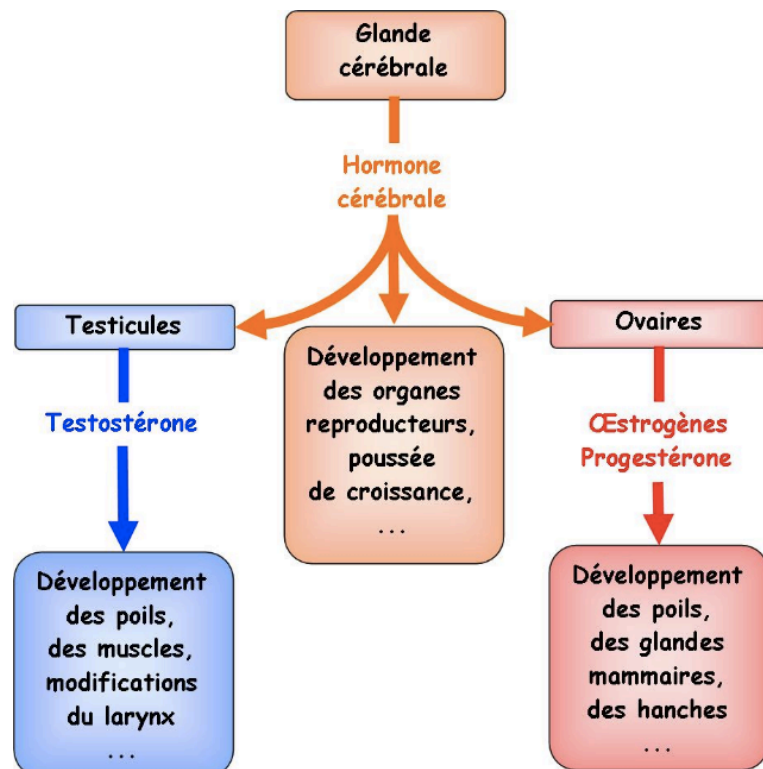 Glande
cérébrale
Hormone
cérébrale
Testicules
Ovaires
Développement
des organes
reproducteurs,
poussée
de croissance,
...
Testostérone
Œstrogènes
Progestérone
Développement
des poils,
des muscles,
modifications
du larynx
...
Développement
des poils,
des glandes
mammaires,
des hanches
...